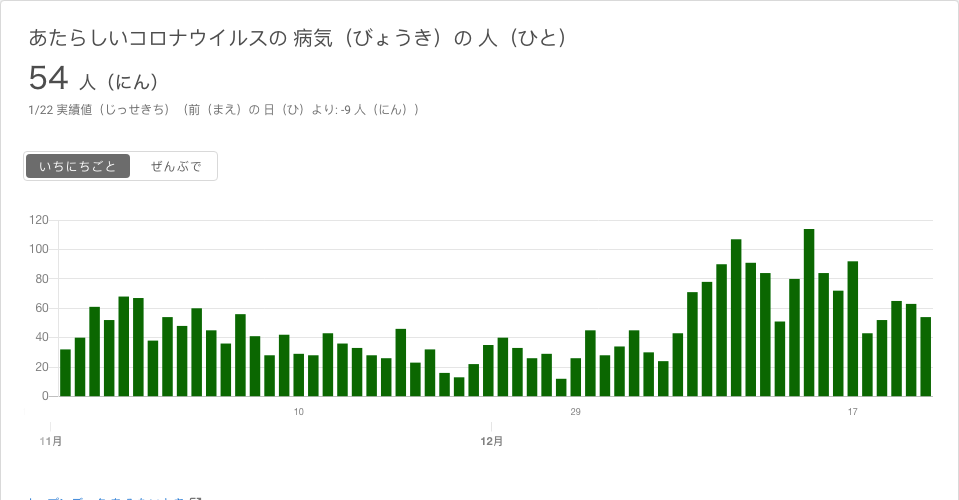 あたらしいコロナウイルスの 病気（びょうき）の 人（ひと）
54 人（にん）
1/22 実績値（じっせきち）（前（まえ）の 日（ひ）より: -9 人（にん））
いちにちごと ぜんぶで
120
100
80
60
40
20
0
10 29 17
11月 12月